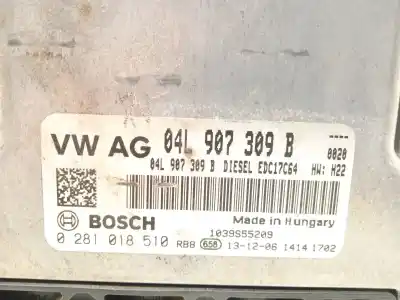 VW AG 04L 907 309 B ---
0020
04L 907 309 B DIESEL EDC17C64 HW: H22
BOSCH
Made in Hungary
1039S55209
0 281 018 510 RBB 658 13-12-06 1414 1702